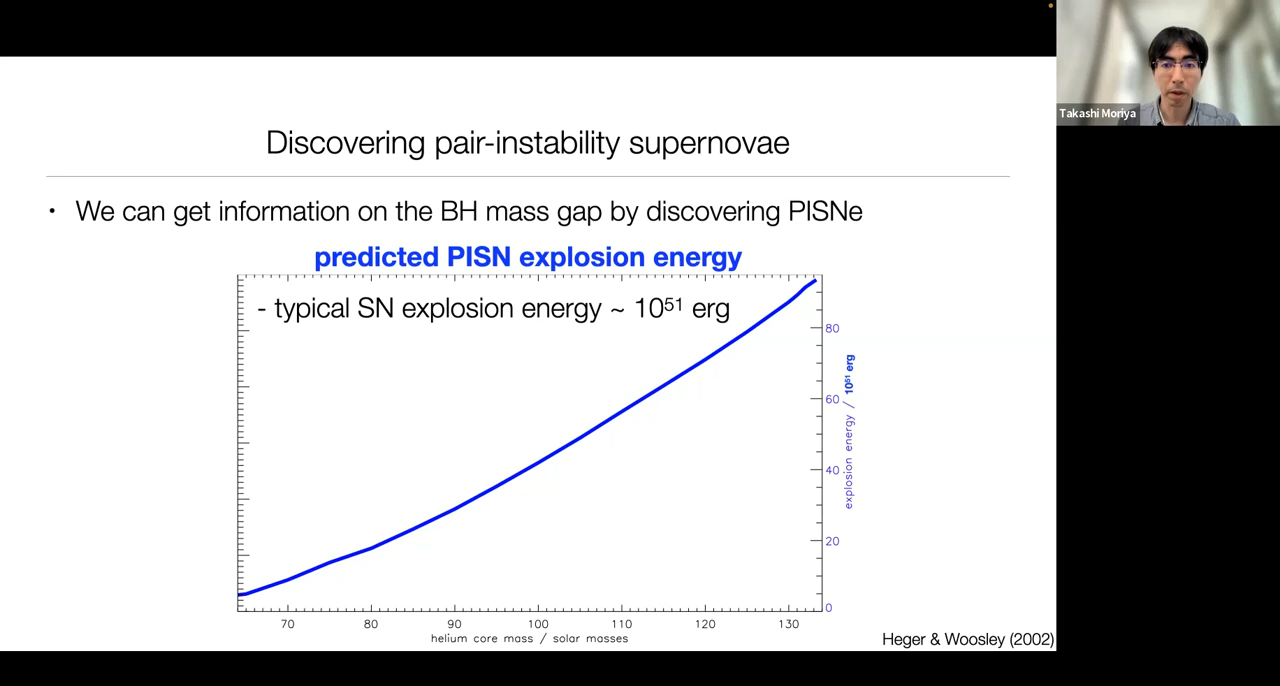 Takashi Moriya
Discovering pair-instability supernovae
• We can get information on the BH mass gap by discovering PISNe
predicted PISN explosion energy
- typical SN explosion energy ~ 10⁵¹ erg
80
60
40
20
0
explosion energy / 10⁵¹ erg
70 80 90 100 110 120 130
helium core mass / solar masses
Heger & Woosley (2002)